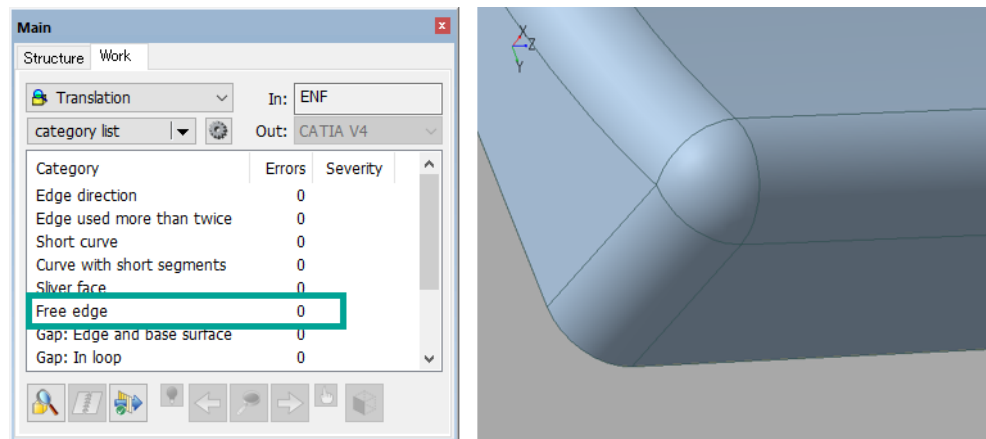 Main
Structure Work
Translation In: ENF
category list Out: CATIA V4
Category Errors Severity
Edge direction 0
Edge used more than twice 0
Short curve 0
Curve with short segments 0
Sliver face 0
Free edge 0
Gap: Edge and base surface 0
Gap: In loop 0
X
Z
Y